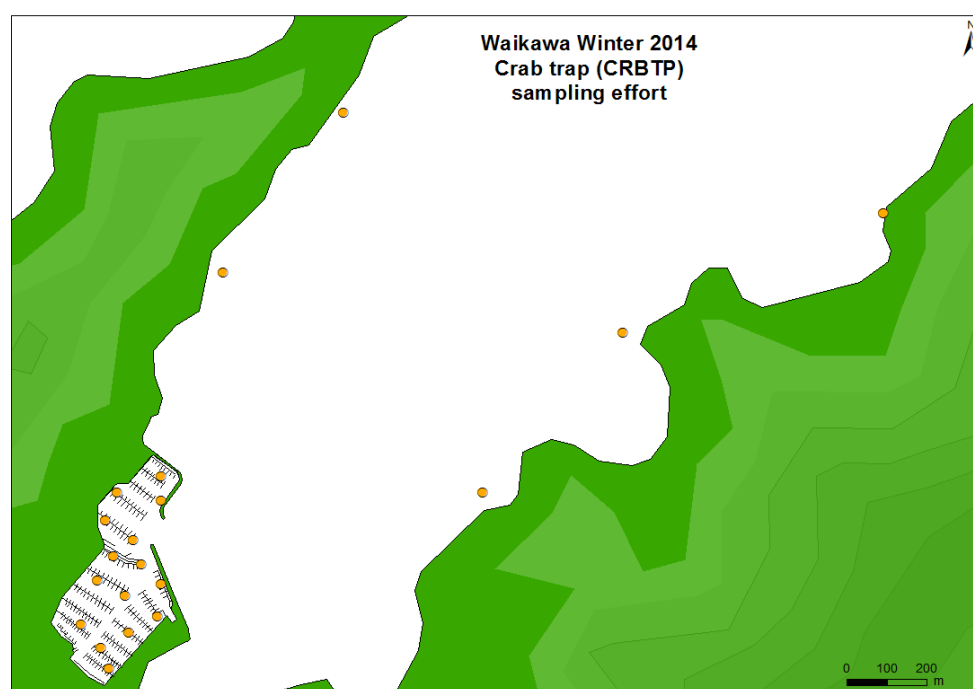 Waikawa Winter 2014
Crab trap (CRBTP)
sampling effort
N
0 100 200
m